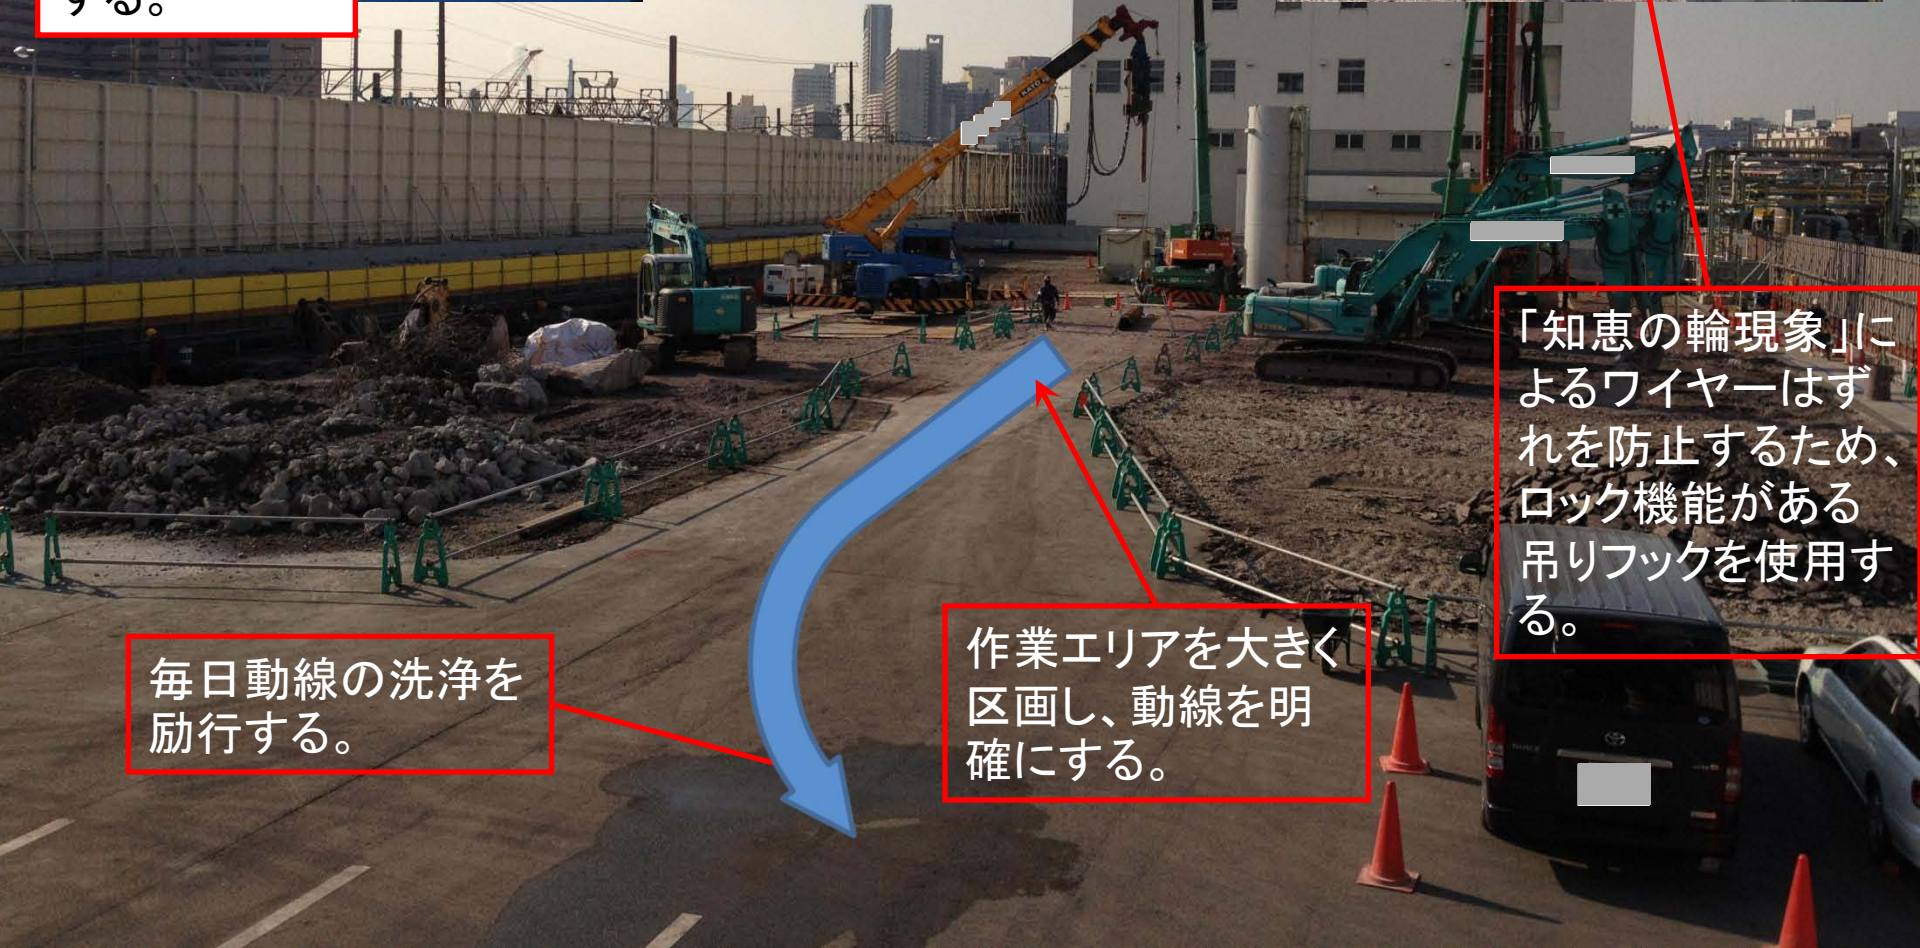 する。
KATO
「知恵の輪現象」に
よるワイヤーはず
れを防止するため、
ロック機能がある
吊りフックを使用す
る。
作業エリアを大きく
区画し、動線を明
確にする。
毎日動線の洗浄を
励行する。